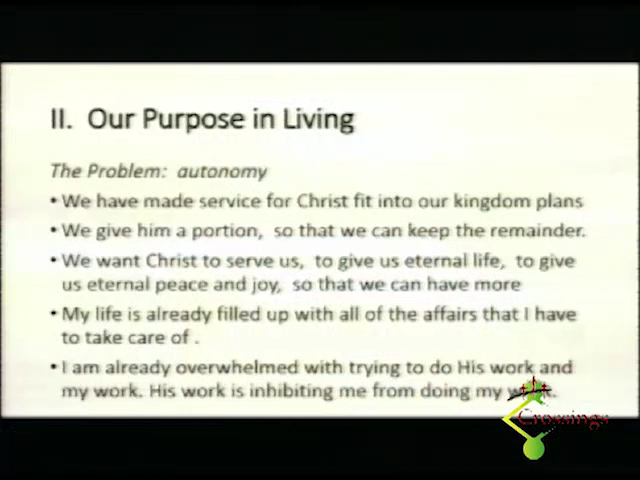 II. Our Purpose in Living
The Problem: autonomy
• We have made service for Christ fit into our kingdom plans
• We give him a portion, so that we can keep the remainder.
• We want Christ to serve us, to give us eternal life, to give
us eternal peace and joy, so that we can have more
• My life is already filled up with all of the affairs that I have
to take care of .
• I am already overwhelmed with trying to do His work and
my work. His work is inhibiting me from doing my work.
Crossings